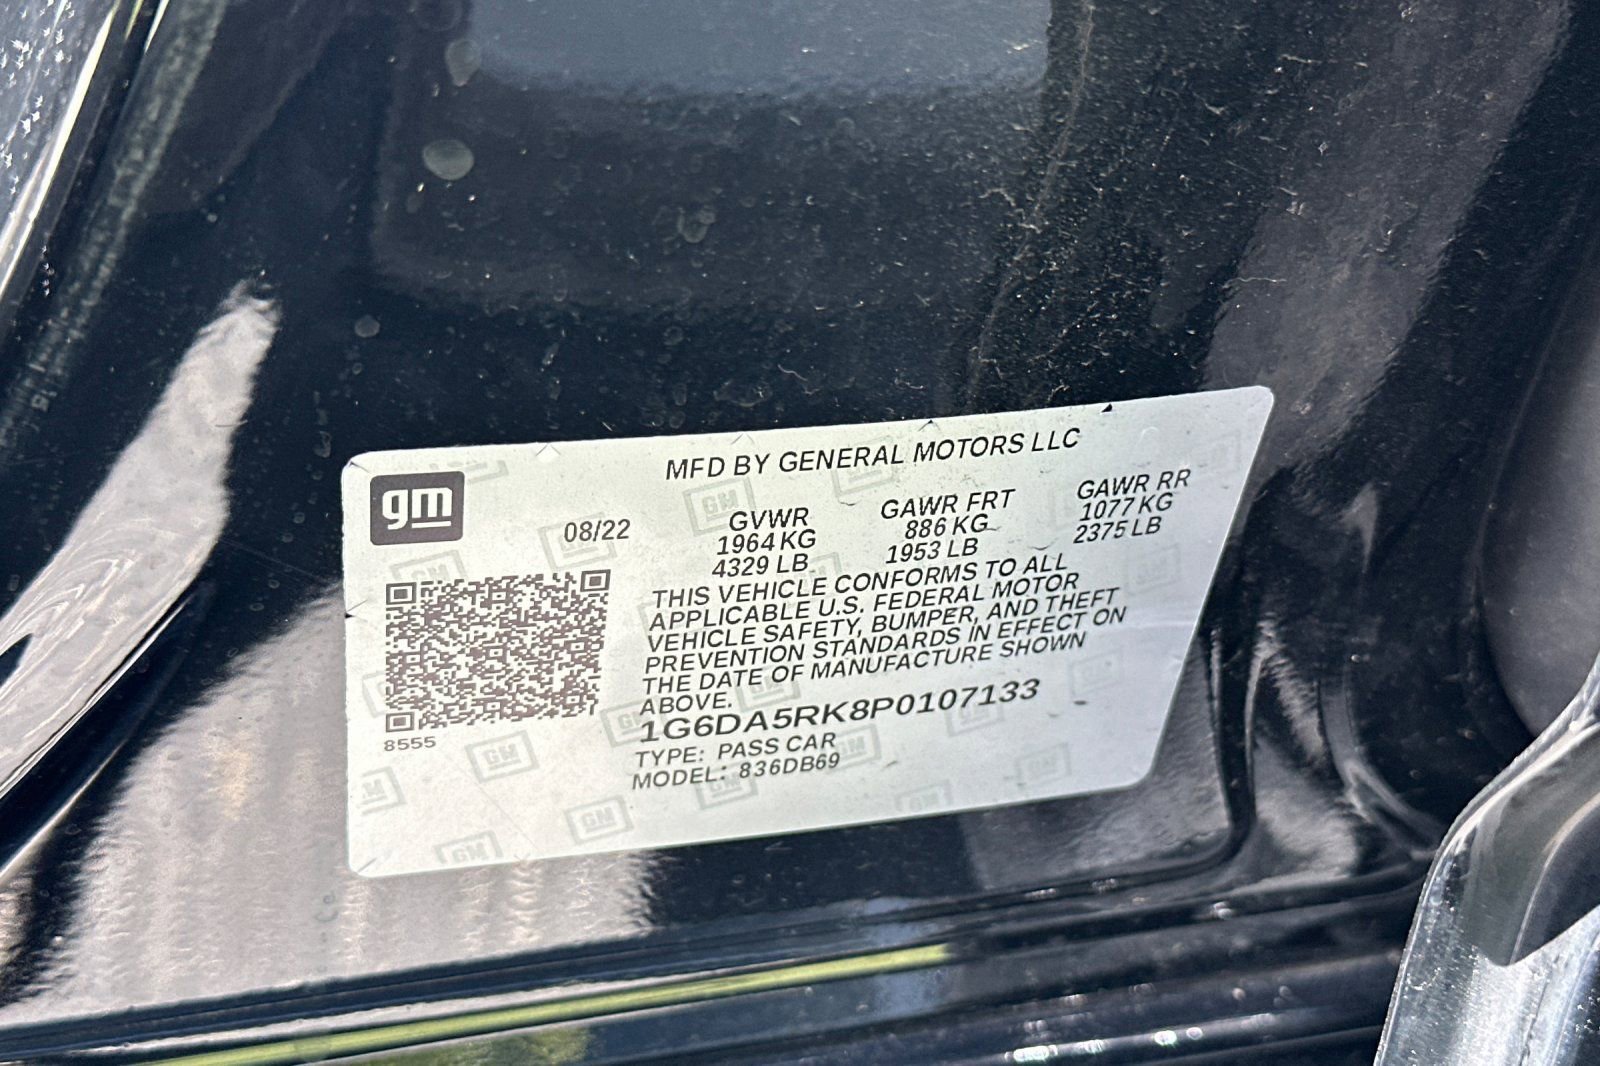 gm
MFD BY GENERAL MOTORS LLC
08/22
GVWR
1964 KG
4329 LB
GAWR FRT
886 KG
1953 LB
GAWR RR
1077 KG
2375 LB
THIS VEHICLE CONFORMS TO ALL
APPLICABLE U.S. FEDERAL MOTOR
VEHICLE SAFETY, BUMPER, AND THEFT
PREVENTION STANDARDS IN EFFECT ON
THE DATE OF MANUFACTURE SHOWN
ABOVE.
1G6DA5RK8P0107133
TYPE: PASS CAR
MODEL: 836DB69
8555